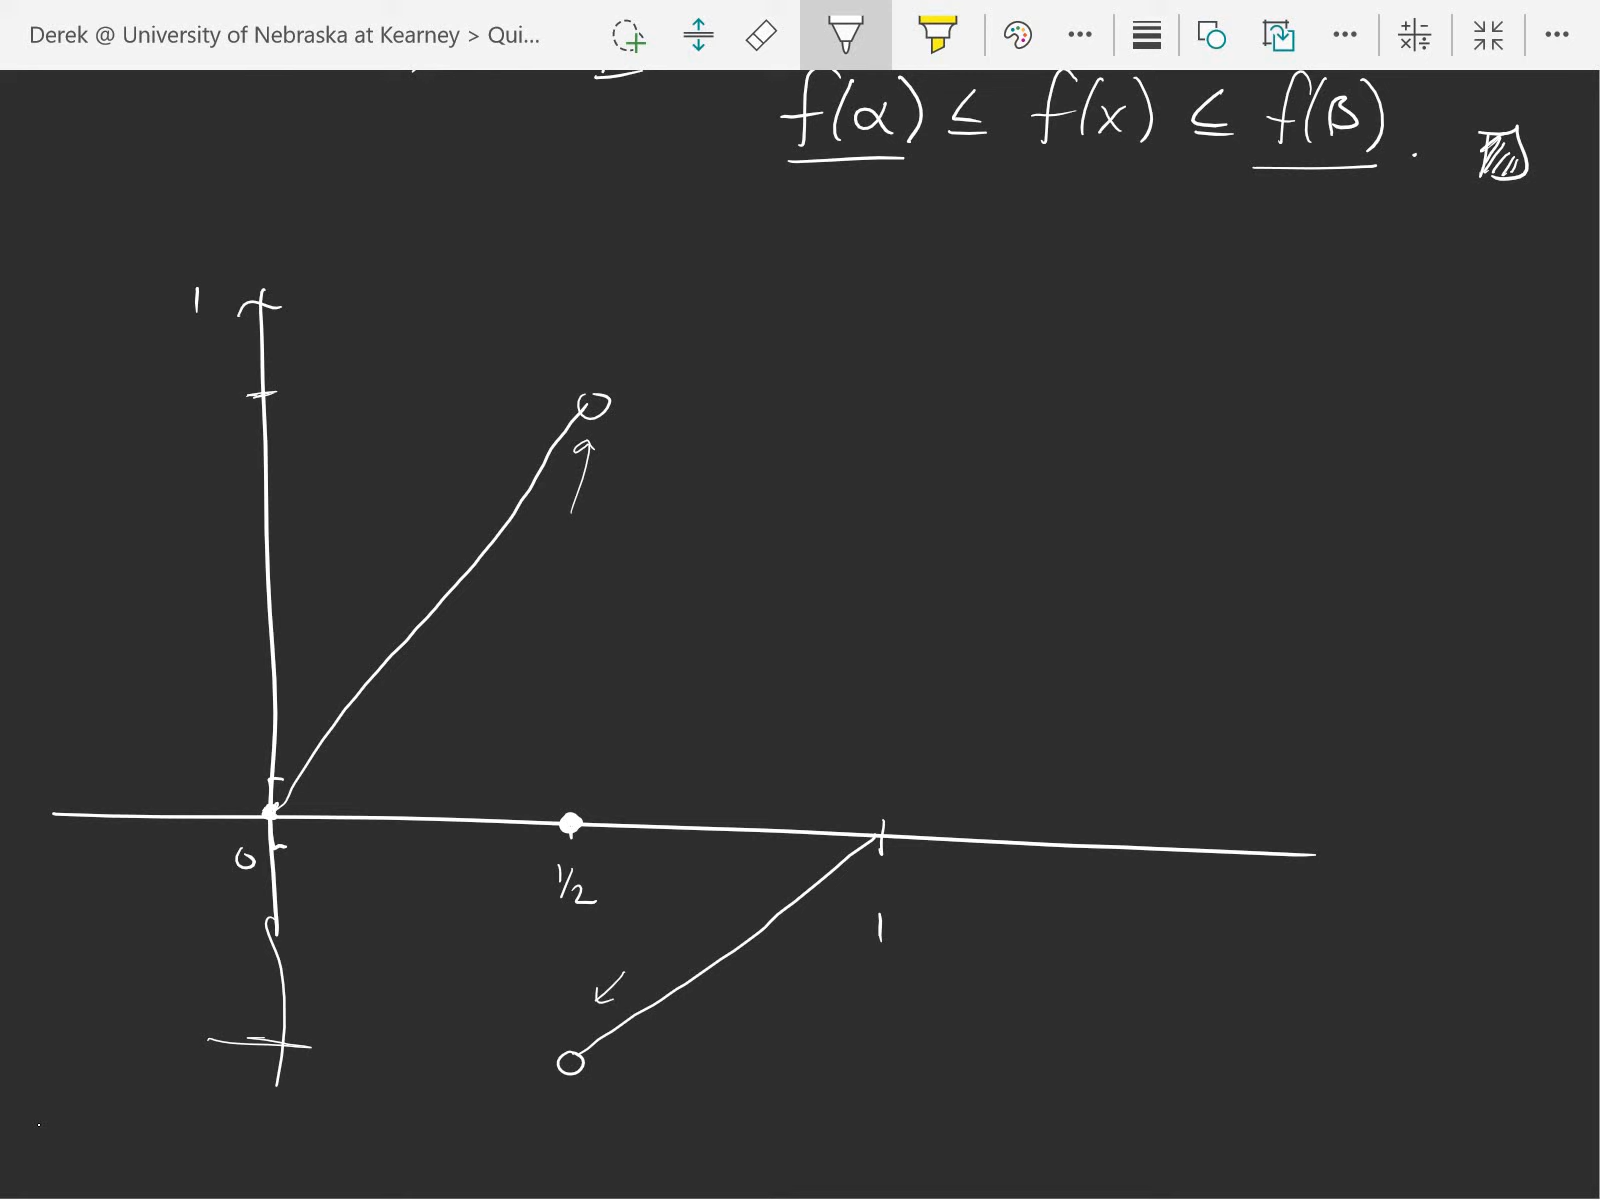 Derek @ University of Nebraska at Kearney > Qui...
f(α) ≤ f(x) ≤ f(β).
1
0
1/2
1